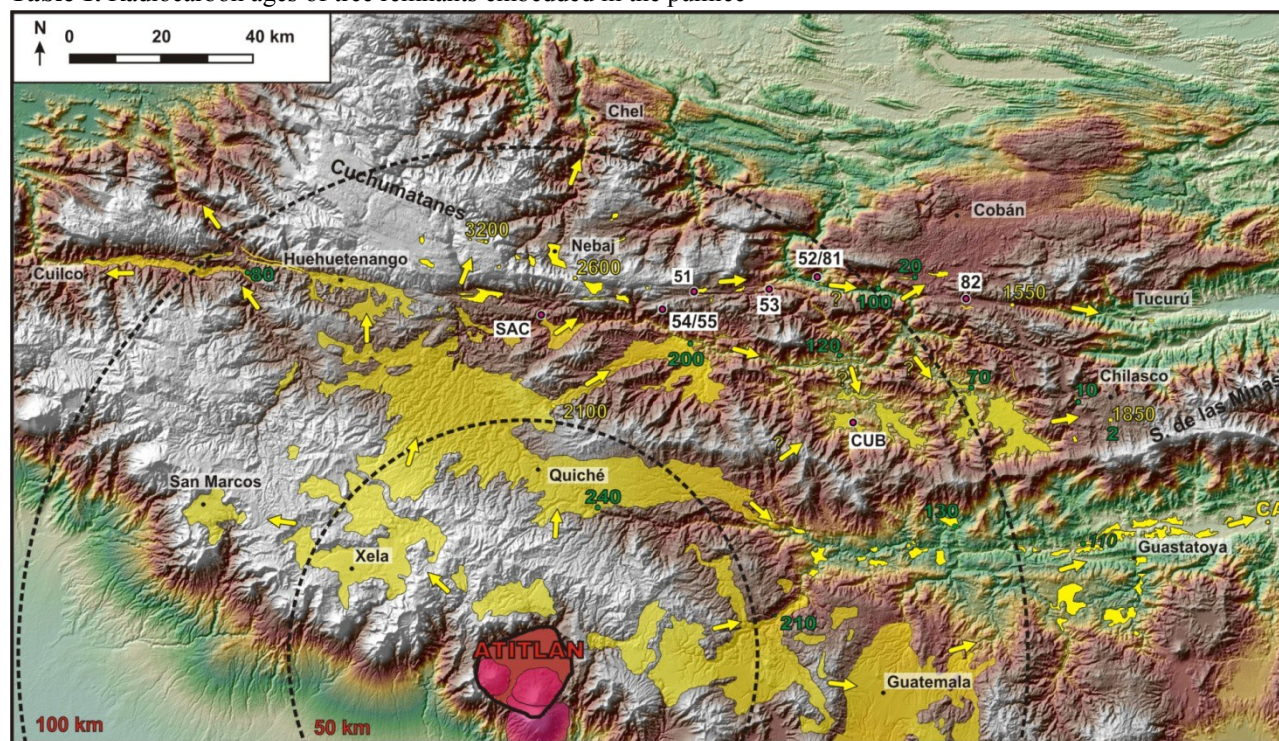 Table 1. Radiocarbon ages of tree remnants embedded in the pumice
N
0 20 40 km
Chel
Cuchumatanes
Cobán
3200
Nebaj
Huehuetenango
Cuilco
80
2600
51
52/81
20
82
1550
53
100
Tucurú
SAC
54/55
?
200
120
?
?
70
Chilasco
10
2100
1850
2
S. de las Minas
CUB
?
San Marcos
Quiché
240
130
CA
110
Guastatoya
Xela
210
ATITLÁN
Guatemala
100 km
50 km